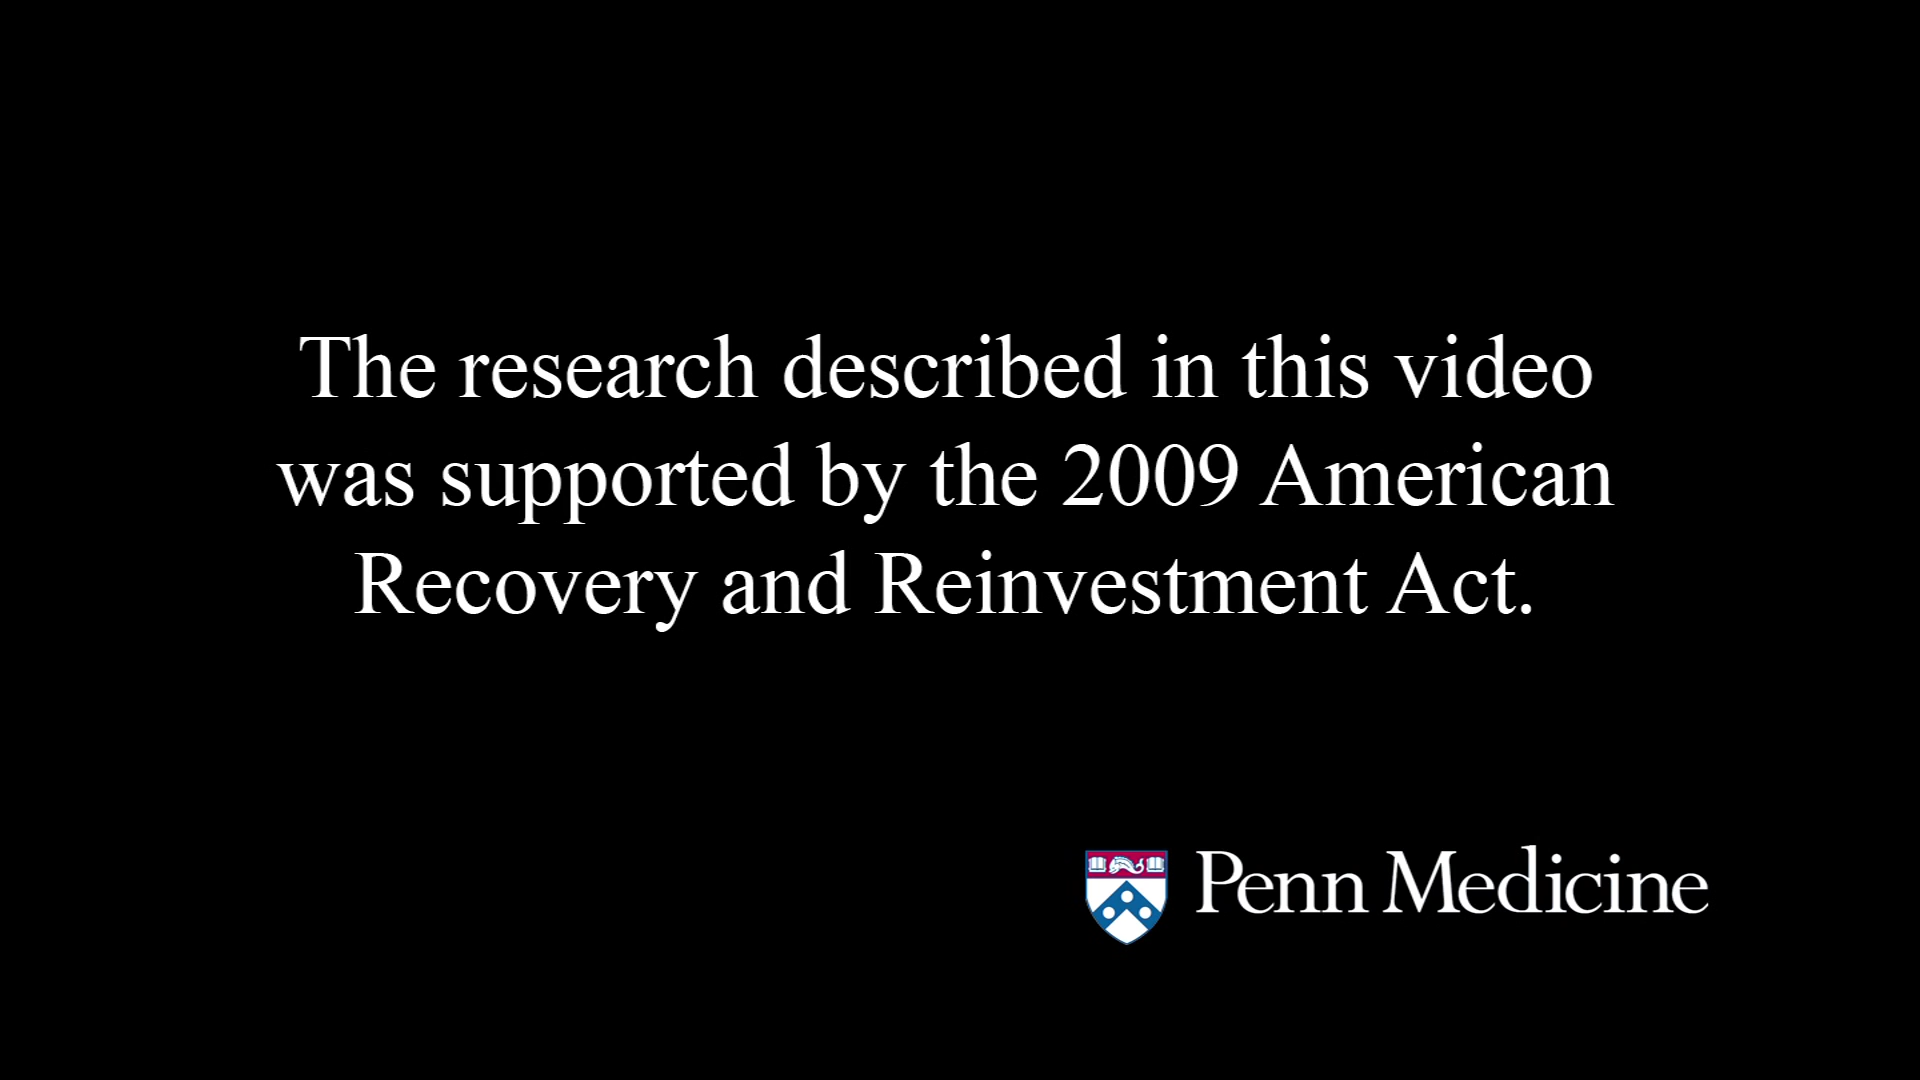 The research described in this video
was supported by the 2009 American
Recovery and Reinvestment Act.
Penn Medicine